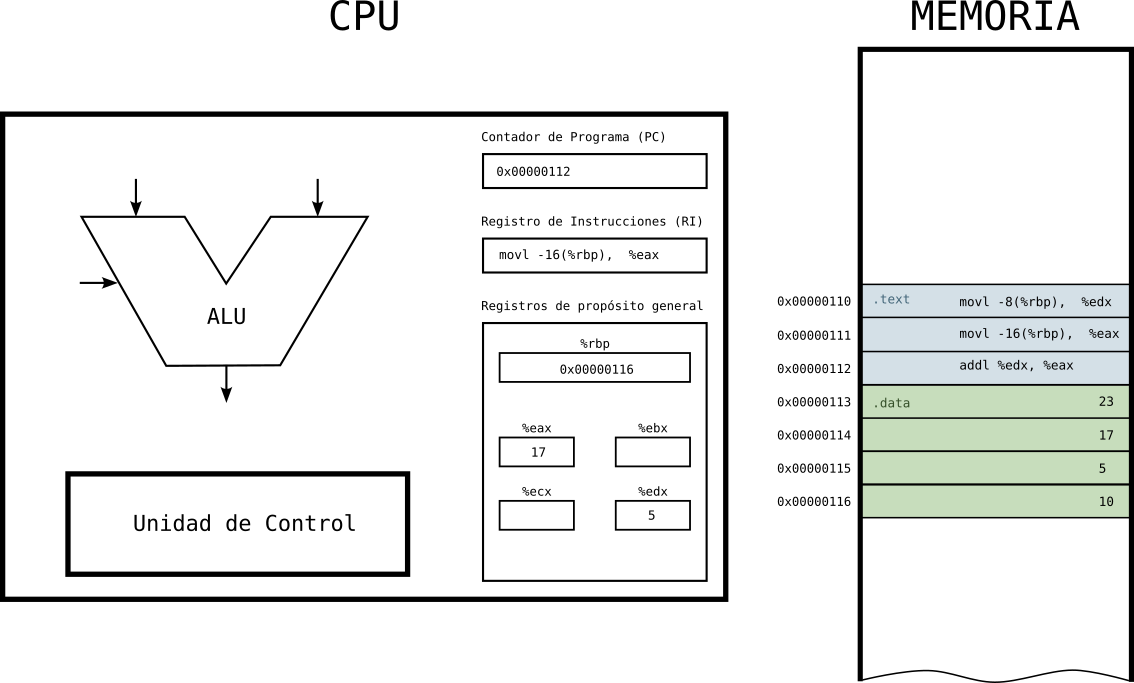 CPU
MEMORIA
Contador de Programa (PC)
0x00000112
Registro de Instrucciones (RI)
movl -16(%rbp), %eax
Registros de propósito general
%rbp
0x00000116
%eax
%ebx
17
%ecx
%edx
5
ALU
Unidad de Control
0x00000110 .text movl -8(%rbp), %edx
0x00000111 movl -16(%rbp), %eax
0x00000112 addl %edx, %eax
0x00000113 .data 23
0x00000114 17
0x00000115 5
0x00000116 10